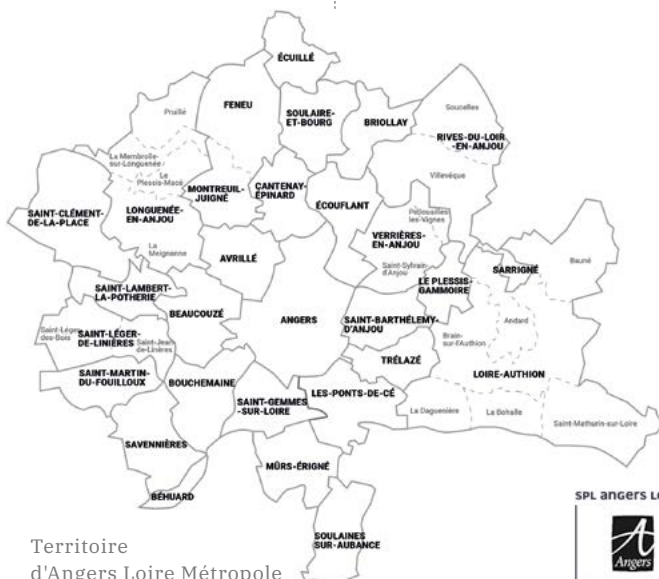 ÉCUILLÉ
FENEU
SOULAIRE-
ET-BOURG
BRIOLLAY
Soucelles
RIVES-DU-LOIR
-EN-ANJOU
Villevêque
Pruillé
La Membrolle-
sur-Longuenée
Le
Plessis-Macé
LONGUENÉE-
EN-ANJOU
La
Meignanne
MONTREUIL-
JUIGNÉ
CANTENAY-
ÉPINARD
ÉCOUFLANT
SAINT-CLÉMENT-
DE-LA-PLACE
Pellouailles-
les-Vignes
VERRIÈRES-
EN-ANJOU
Saint-Sylvain-
d'Anjou
AVRILLÉ
LE PLESSIS-
GAMMOIRE
SARRIGNÉ
Bauné
SAINT-LAMBERT-
LA-POTHERIE
BEAUCOUZÉ
ANGERS
SAINT-BARTHÉLEMY-
D'ANJOU
Andard
Brain-
sur-l'Authion
Saint-Léger
des-Bois
SAINT-LÉGER-
DE-LINIÈRES
Saint-Jean-
de-Linières
TRÉLAZÉ
LOIRE-AUTHION
SAINT-MARTIN-
DU-FOUILLOUX
BOUCHEMAINE
SAINT-GEMMES
-SUR-LOIRE
LES-PONTS-DE-CÉ
La Daguenière
La Bohalle
Saint-Mathurin-sur-Loire
SAVENNIÈRES
MÛRS-ÉRIGNÉ
BÉHUARD
SOULAINES
SUR-AUBANCE
Territoire
d'Angers Loire Métropole
SPL angers LO
A
Angers